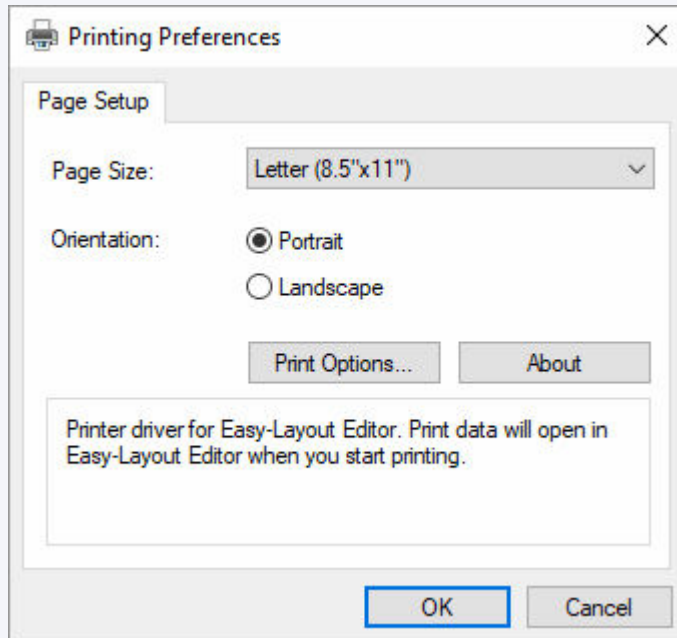 Printing Preferences
Page Setup
Page Size:
Letter (8.5"x11")
Orientation:
Portrait
Landscape
Print Options...
About
Printer driver for Easy-Layout Editor. Print data will open in
Easy-Layout Editor when you start printing.
OK
Cancel